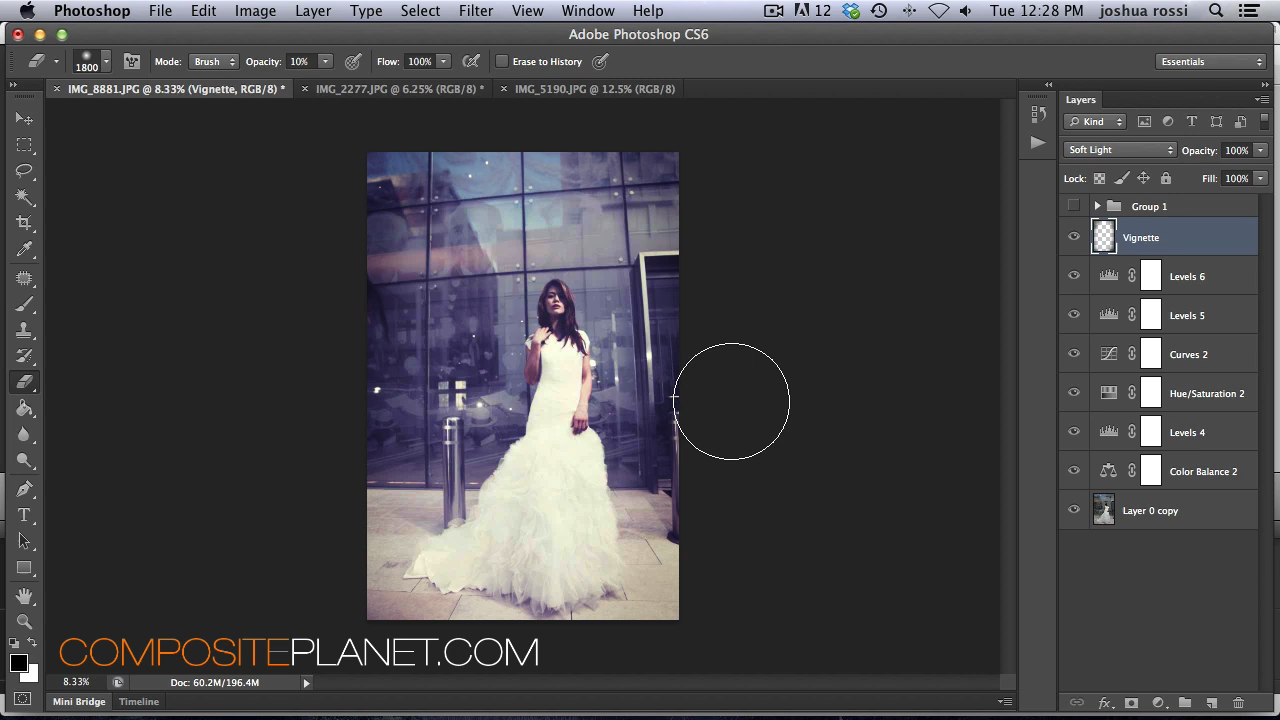 Photoshop File Edit Image Layer Type Select Filter View Window Help 12 Tue 12:28 PM joshua rossi
Adobe Photoshop CS6
1800 Mode: Brush Opacity: 10% Flow: 100% Erase to History Essentials
IMG_8881.JPG @ 8.33% (Vignette, RGB/8) * IMG_2277.JPG @ 6.25% (RGB/8) * IMG_5190.JPG @ 12.5% (RGB/8)
Layers
Kind
Soft Light Opacity: 100%
Lock: Fill: 100%
Group 1
Vignette
Levels 6
Levels 5
Curves 2
Hue/Saturation 2
Levels 4
Color Balance 2
Layer 0 copy
COMPOSITEPLANET.COM
8.33% Doc: 60.2M/196.4M
Mini Bridge Timeline